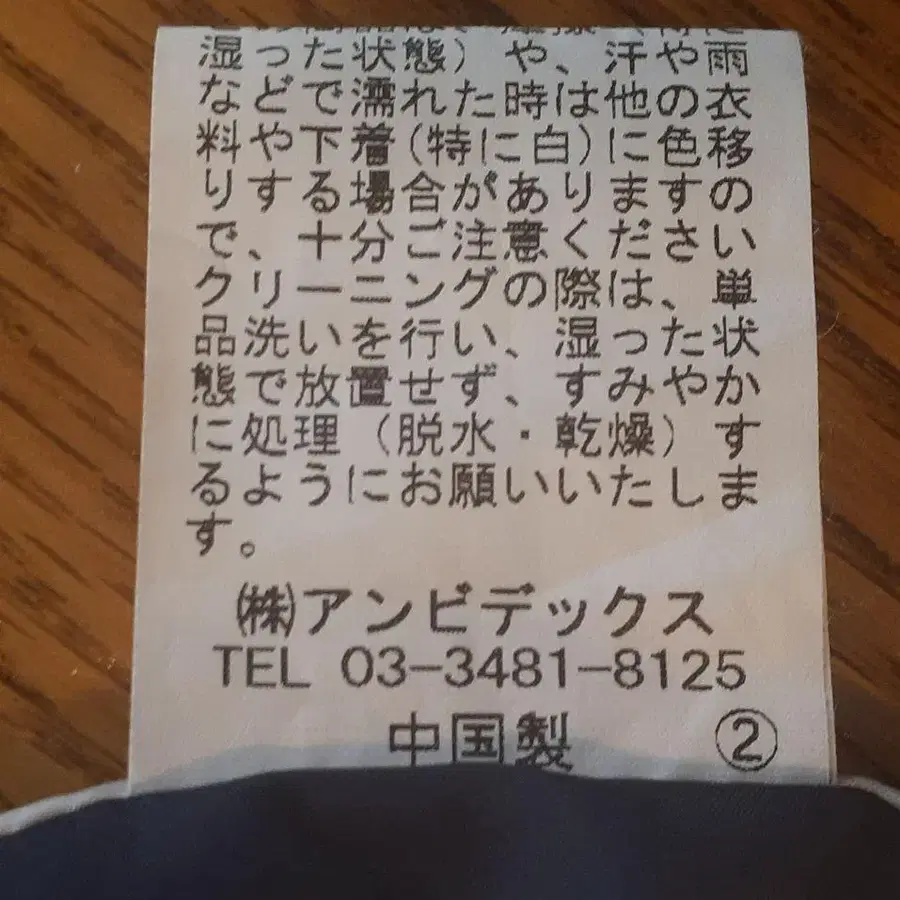 湿った状態）や、汗や雨
などで濡れた時は他の衣
料や下着(特に白)に色移
りする場合がありますの
で、十分ご注意ください
クリーニングの際は、単
品洗いを行い、湿った状
態で放置せず、すみやか
に処理（脱水・乾燥）す
るようにお願いいたしま
す。
㈱アンビデックス
TEL 03-3481-8125
中国製 ②